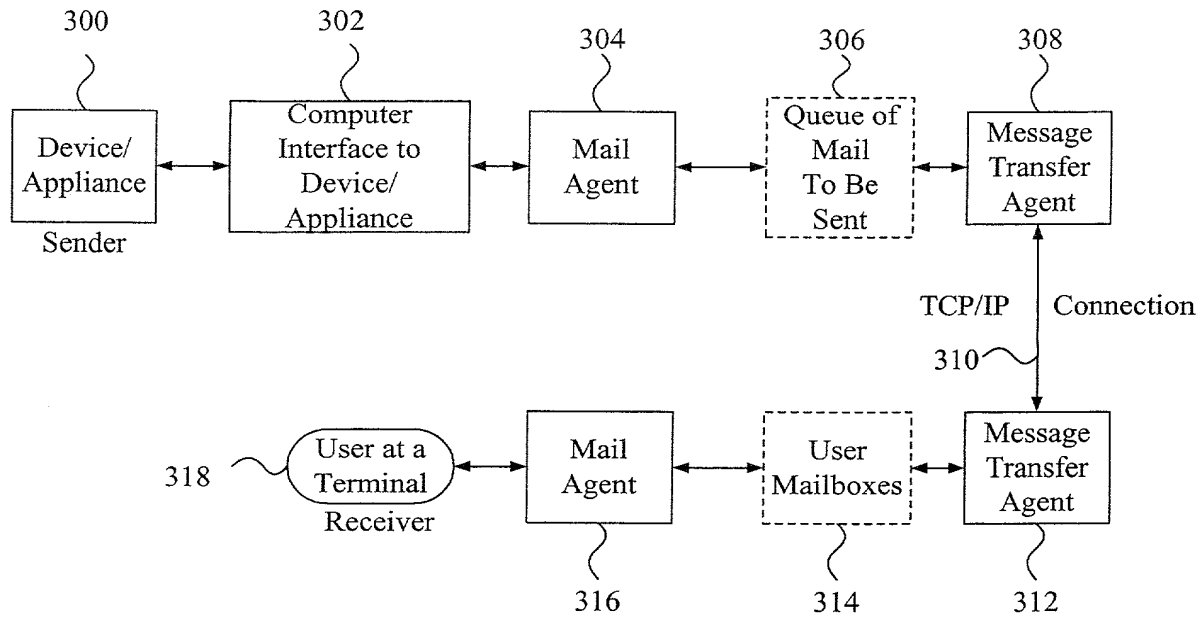 300
302
304
306
308
Device/
Appliance
Sender
Computer
Interface to
Device/
Appliance
Mail
Agent
Queue of
Mail
To Be
Sent
Message
Transfer
Agent
TCP/IP Connection
310
318
User at a
Terminal
Receiver
Mail
Agent
User
Mailboxes
Message
Transfer
Agent
316
314
312